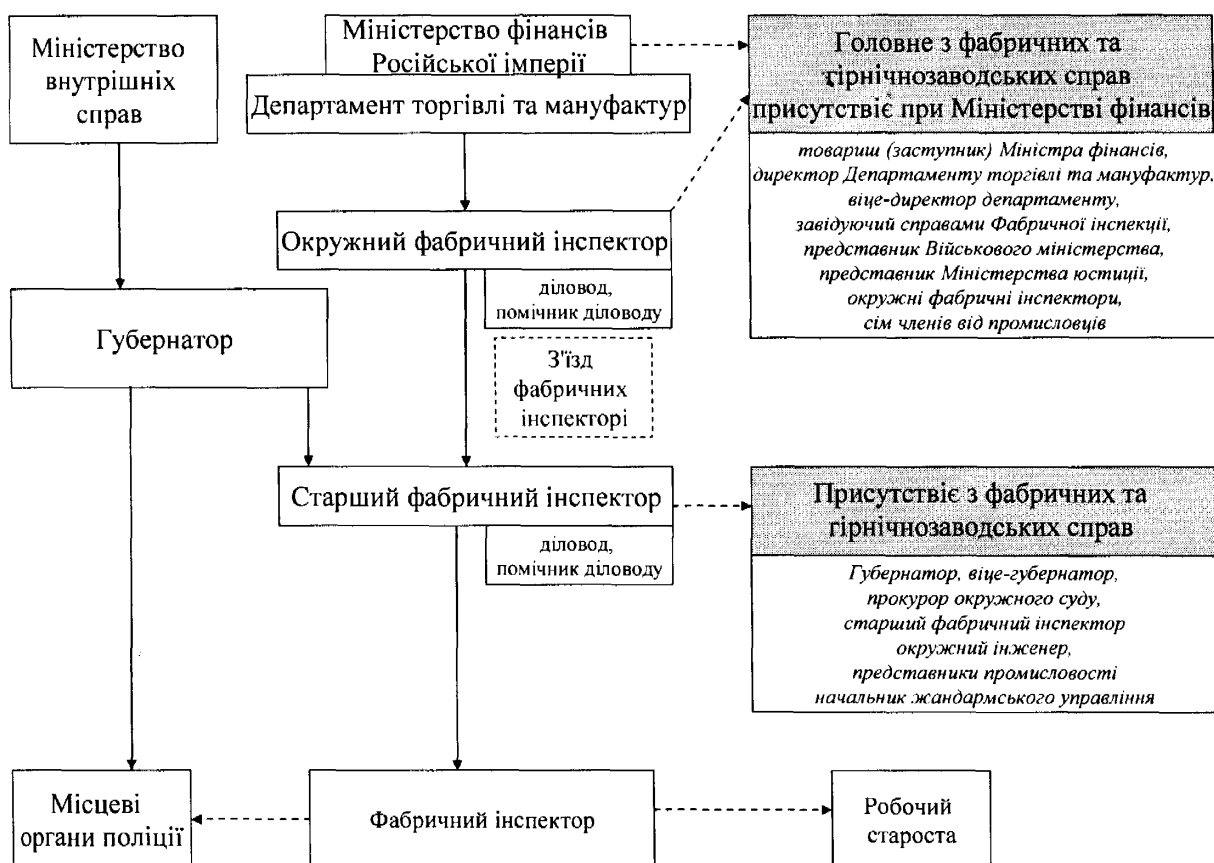 Міністерство
внутрішніх
справ
Міністерство фінансів
Російської імперії
Департамент торгівлі та мануфактур
Головне з фабричних та
гірничнозаводських справ
присутствіє при Міністерстві фінансів
товариш (заступник) Міністра фінансів,
директор Департаменту торгівлі та мануфактур,
віце-директор департаменту,
завідуючий справами Фабричної інспекції,
представник Військового міністерства,
представник Міністерства юстиції,
окружні фабричні інспектори,
сім членів від промисловців
Окружний фабричний інспектор
діловод,
помічник діловоду
Губернатор
З'їзд
фабричних
інспекторі
Старший фабричний інспектор
діловод,
помічник діловоду
Присутствіє з фабричних та
гірничнозаводських справ
Губернатор, віце-губернатор,
прокурор окружного суду,
старший фабричний інспектор
окружний інженер,
представники промисловості
начальник жандармського управління
Місцеві
органи поліції
Фабричний інспектор
Робочий
староста